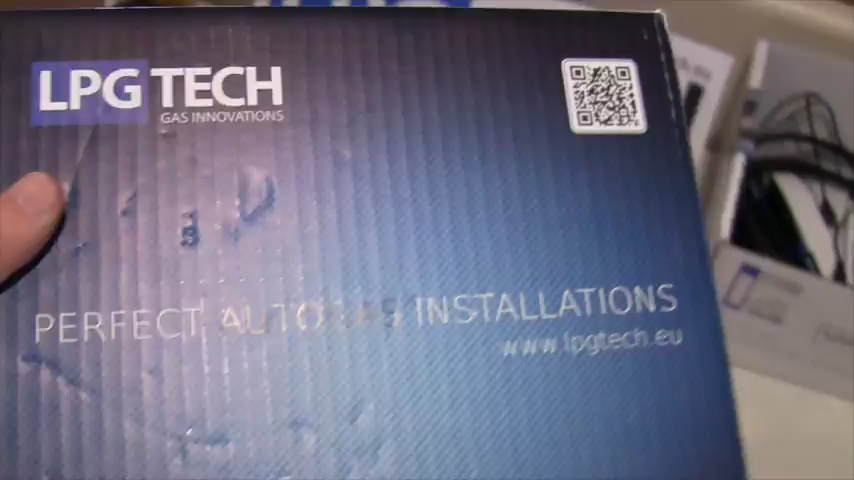 LPG TECH
GAS INNOVATIONS
PERFECT AUTOGAS INSTALLATIONS
www.lpgtech.eu